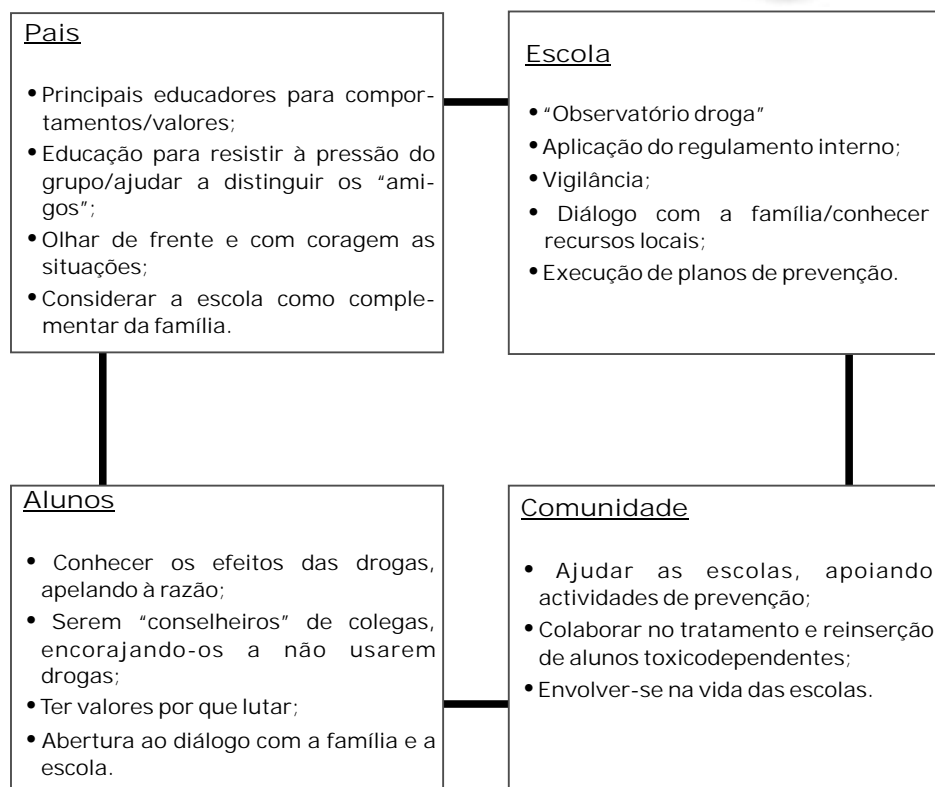 Pais
• Principais educadores para compor-
tamentos/valores;
• Educação para resistir à pressão do
grupo/ajudar a distinguir os “ami-
gos”;
• Olhar de frente e com coragem as
situações;
• Considerar a escola como comple-
mentar da família.
Escola
• “Observatório droga”
• Aplicação do regulamento interno;
• Vigilância;
• Diálogo com a família/conhecer
recursos locais;
• Execução de planos de prevenção.
Alunos
• Conhecer os efeitos das drogas,
apelando à razão;
• Serem “conselheiros” de colegas,
encorajando-os a não usarem
drogas;
• Ter valores por que lutar;
• Abertura ao diálogo com a família e a
escola.
Comunidade
• Ajudar as escolas, apoiando
actividades de prevenção;
• Colaborar no tratamento e reinserção
de alunos toxicodependentes;
• Envolver-se na vida das escolas.